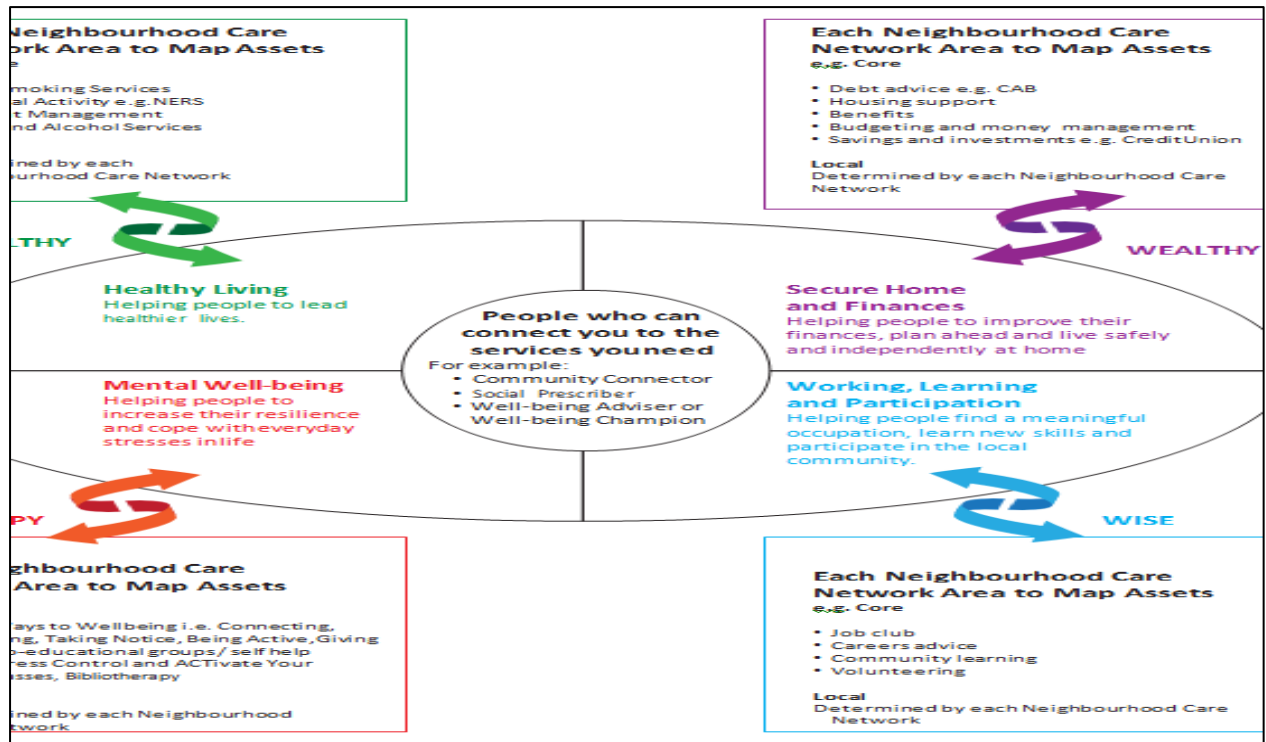 Neighbourhood Care
ork Area to Map Assets
e
moking Services
al Activity e.g.NERS
t Management
and Alcohol Services
ined by each
ourhood Care Network
Each Neighbourhood Care
Network Area to Map Assets
e.g. Core
• Debt advice e.g. CAB
• Housing support
• Benefits
• Budgeting and money management
• Savings and investments e.g. CreditUnion
Local
Determined by each Neighbourhood Care
Network
LTHY
WEALTHY
Healthy Living
Helping people to lead
healthier lives.
People who can
connect you to the
services youneed
For example:
• Community Connector
• Social Prescriber
• Well-being Adviser or
Well-being Champion
Secure Home
and Finances
Helping people to improve their
finances, plan ahead and live safely
and independently at home
Mental Well-being
Helping people to
increase their resilience
and cope witheveryday
stresses inlife
Working, Learning
and Participation
Helping people find a meaningful
occupation, learn new skills and
participate in the local
community.
PY
WISE
ghbourhood Care
Area to Map Assets
ays to Wellbeing i.e. Connecting,
ng, Taking Notice, Being Active,Giving
o-educational groups/ self help
ress Control and ACTivate Your
asses, Bibliotherapy
ined by each Neighbourhood
twork
Each Neighbourhood Care
Network Area to Map Assets
e.g. Core
• Job club
• Careers advice
• Community learning
• Volunteering
Local
Determined by each Neighbourhood Care
Network